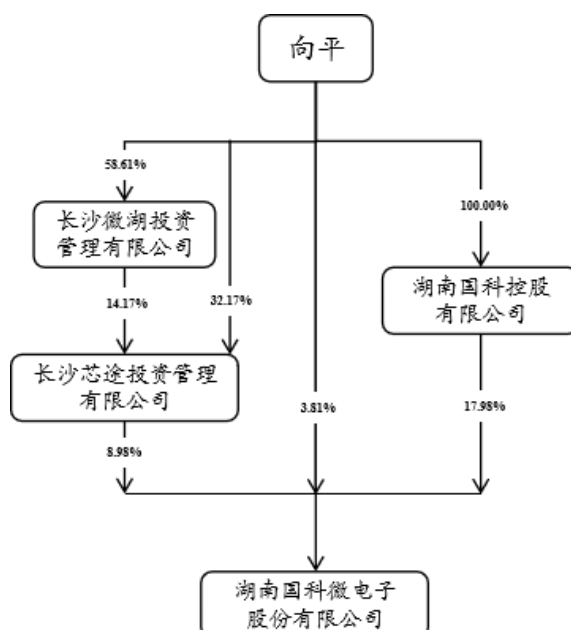 向平
58.61%
长沙微湖投资
管理有限公司
100.00%
14.17%
32.17%
湖南国科控股
有限公司
长沙芯途投资管理
有限公司
3.81%
17.98%
8.98%
湖南国科微电子
股份有限公司